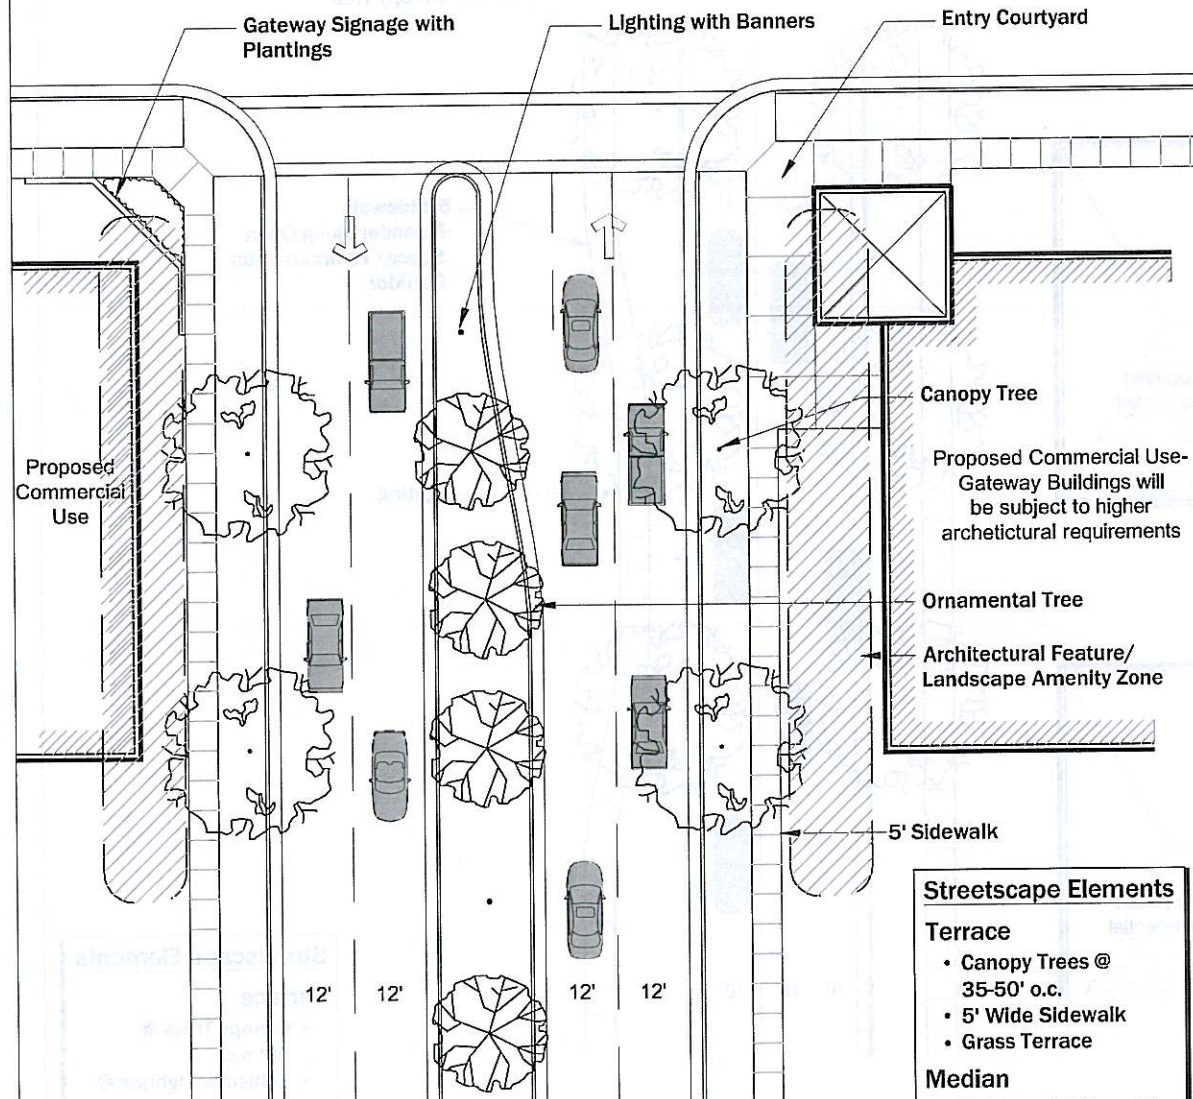 Gateway Signage with
Plantings
Lighting with Banners
Entry Courtyard
Canopy Tree
Proposed
Commercial
Use
Proposed Commercial Use-
Gateway Buildings will
be subject to higher
archetictural requirements
Ornamental Tree
Architectural Feature/
Landscape Amenity Zone
5' Sidewalk
12' 12' 12' 12'
Streetscape Elements
Terrace
• Canopy Trees @
35-50' o.c.
• 5' Wide Sidewalk
• Grass Terrace
Median